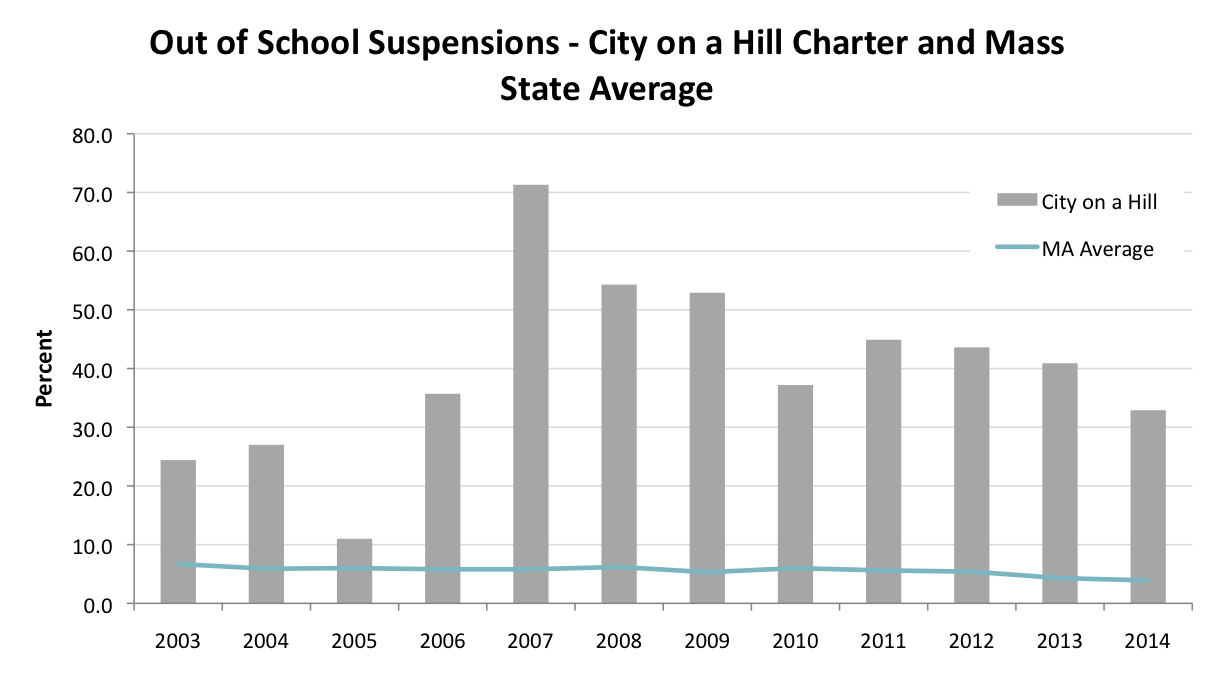 Out of School Suspensions - City on a Hill Charter and Mass
State Average
80.0
70.0
60.0
50.0
40.0
30.0
20.0
10.0
0.0
Percent
City on a Hill
MA Average
2003 2004 2005 2006 2007 2008 2009 2010 2011 2012 2013 2014